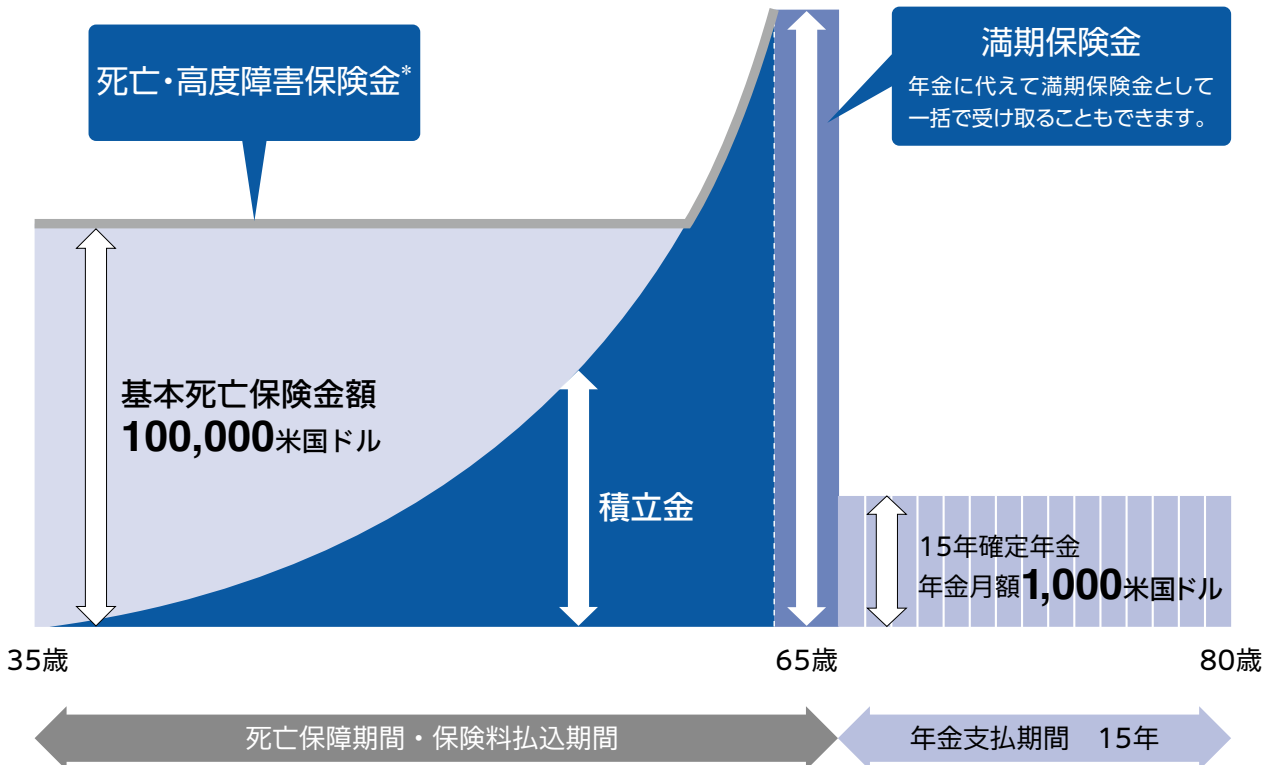 死亡・高度障害保険金*
満期保険金
年金に代えて満期保険金として
一括で受け取ることもできます。
基本死亡保険金額
100,000米国ドル
積立金
15年確定年金
年金月額1,000米国ドル
35歳
65歳
80歳
死亡保障期間・保険料払込期間
年金支払期間 15年